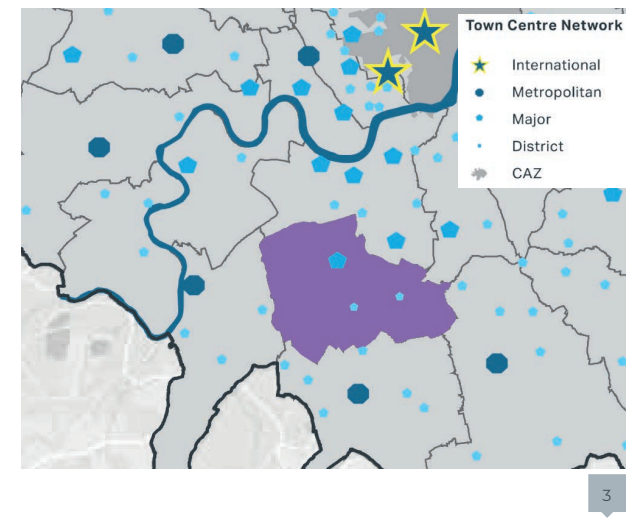 Town Centre Network
International
Metropolitan
Major
District
CAZ
3